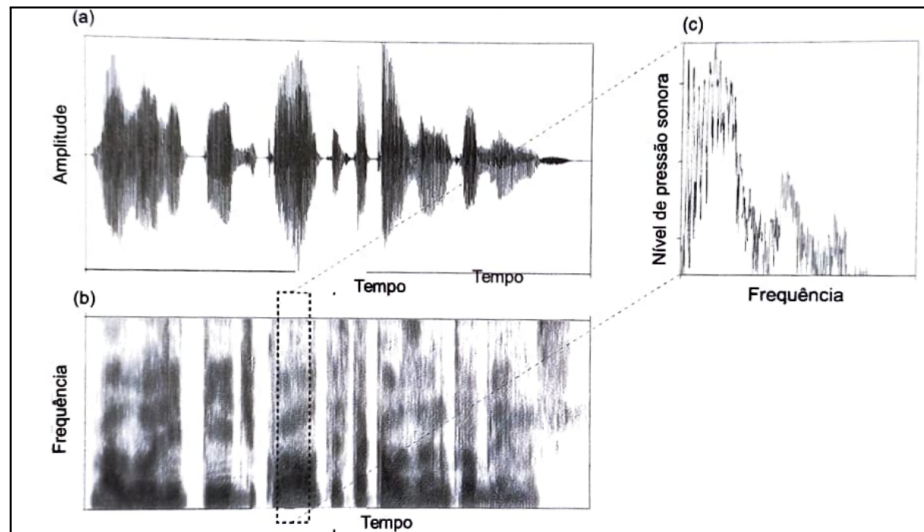 (a)
Amplitude
Tempo
Tempo
(b)
Frequência
Tempo
(c)
Nível de pressão sonora
Frequência